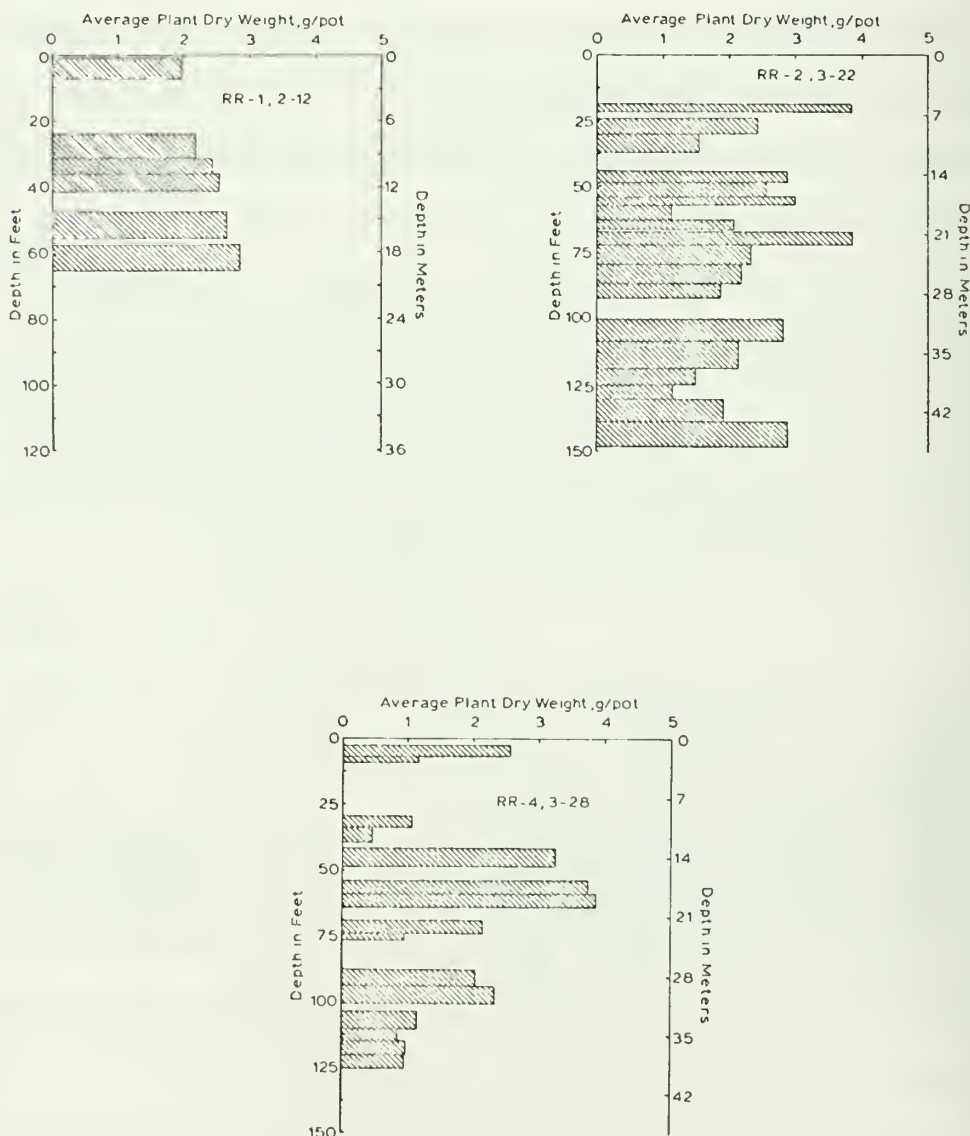 Average Plant Dry Weight,g/pot
0 1 2 3 4 5
RR-1, 2-12
Depth in Feet
0
20
40
60
80
100
120
Depth in Meters
0
6
12
18
24
30
36
Average Plant Dry Weight,g/pot
0 1 2 3 4 5
RR-2, 3-22
Depth in Feet
0
25
50
75
100
125
150
Depth in Meters
0
7
14
21
28
35
42
Average Plant Dry Weight,g/pot
0 1 2 3 4 5
RR-4, 3-28
Depth in Feet
0
25
50
75
100
125
150
Depth in Meters
0
7
14
21
28
35
42